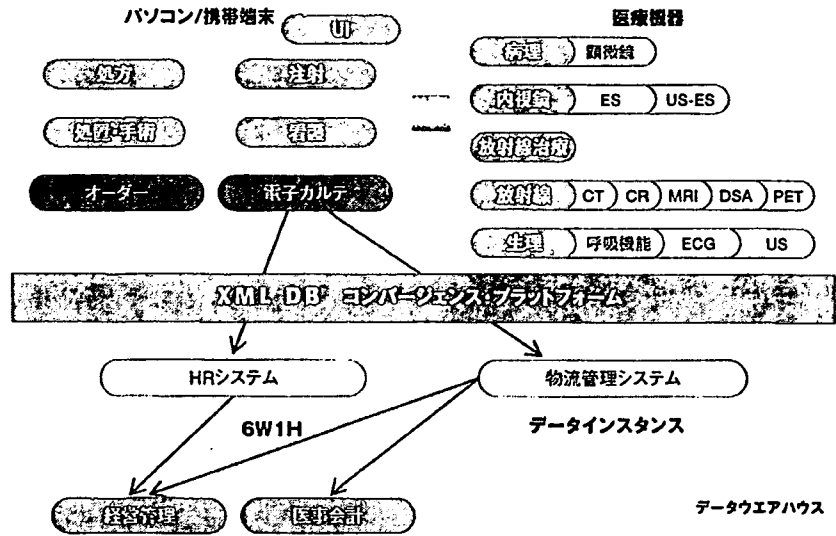 パソコン/携帯端末
UI
医療機器
処方
注射
病理 顕微鏡
処置・手術
看護
内視鏡 ES US-ES
放射線治療
オーダー
電子カルテ
放射線 CT CR MRI DSA PET
生理 呼吸機能 ECG US
XML DB コンバージェンス・プラットフォーム
HRシステム
物流管理システム
6W1H
データインスタンス
経営管理
医事会計
データウエアハウス